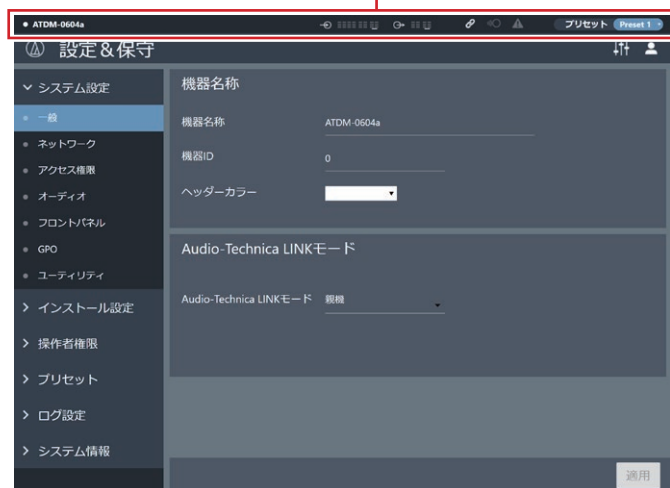 ATDM-0604a
プリセット Preset 1
設定＆保守
システム設定
一般
ネットワーク
アクセス権限
オーディオ
フロントパネル
GPO
ユーティリティ
インストール設定
操作者権限
プリセット
ログ設定
システム情報
機器名称
機器名称 ATDM-0604a
機器ID 0
ヘッダーカラー
Audio-Technica LINKモード
Audio-Technica LINKモード 親機
適用